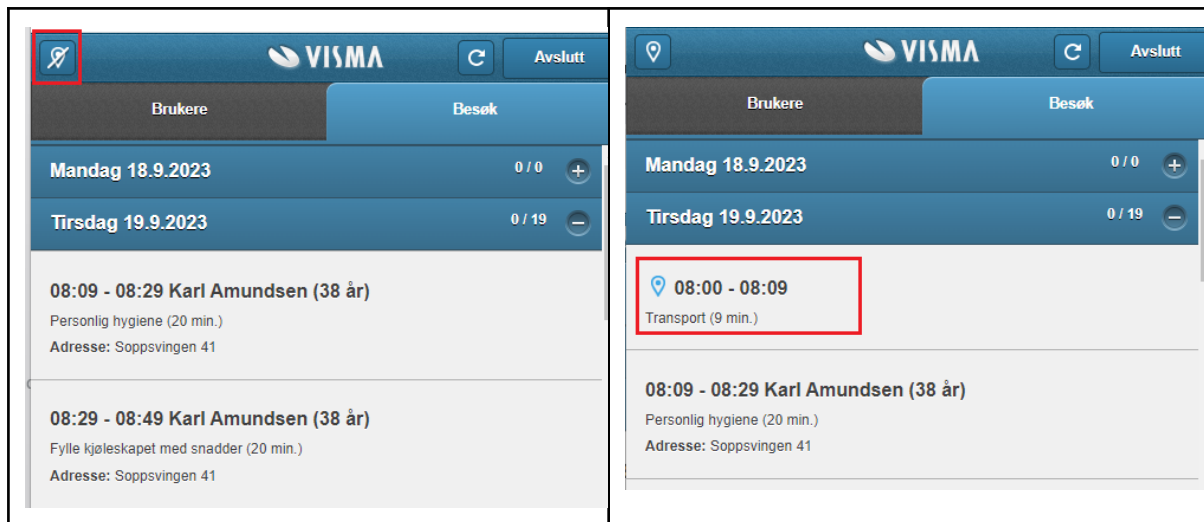 VISMA
Avslutt
Brukere
Besøk
Mandag 18.9.2023
0 / 0
Tirsdag 19.9.2023
0 / 19
08:09 - 08:29 Karl Amundsen (38 år)
Personlig hygiene (20 min.)
Adresse: Soppsvingen 41
08:29 - 08:49 Karl Amundsen (38 år)
Fylle kjøleskapet med snadder (20 min.)
Adresse: Soppsvingen 41
VISMA
Avslutt
Brukere
Besøk
Mandag 18.9.2023
0 / 0
Tirsdag 19.9.2023
0 / 19
08:00 - 08:09
Transport (9 min.)
08:09 - 08:29 Karl Amundsen (38 år)
Personlig hygiene (20 min.)
Adresse: Soppsvingen 41